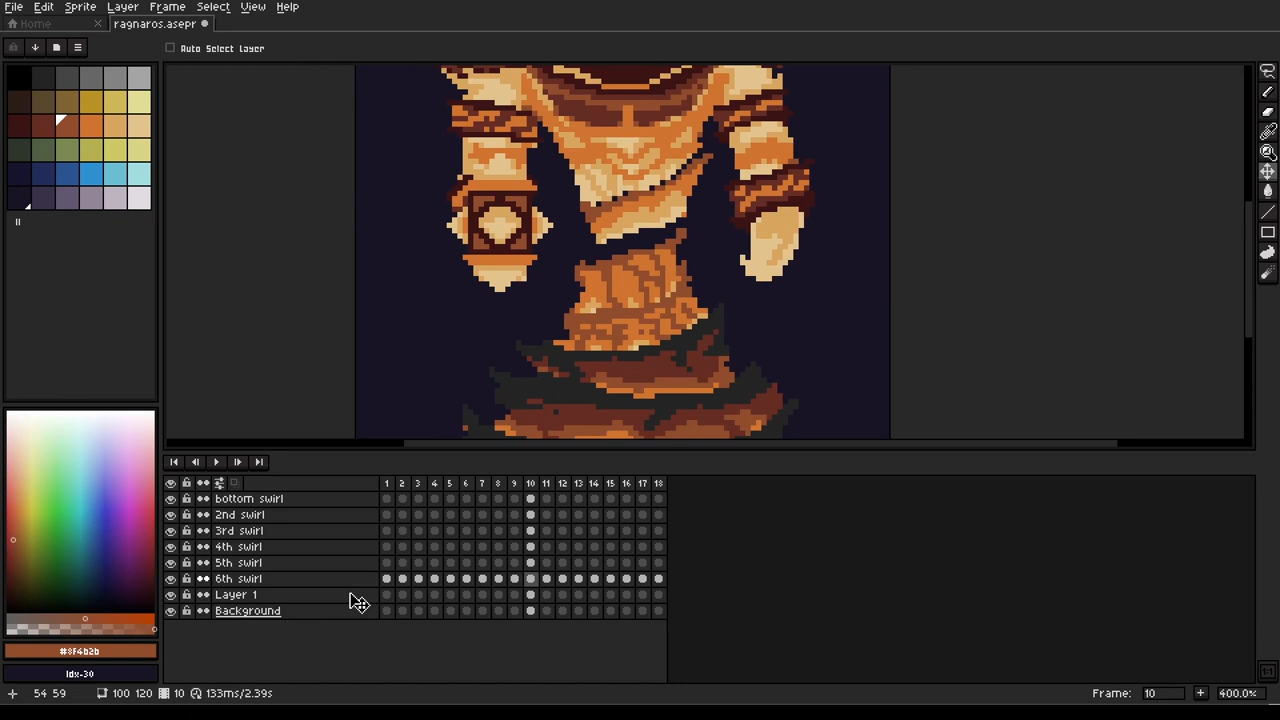 File Edit Sprite Layer Frame Select View Help
Home ragnaros.asepr
Auto Select Layer
1 2 3 4 5 6 7 8 9 10 11 12 13 14 15 16 17 18
bottom swirl
2nd swirl
3rd swirl
4th swirl
5th swirl
6th swirl
Layer 1
Background
#8f4b2b
Idx-30
54 59 100 120 10 133ms/2.39s Frame: 10 + 400.0%